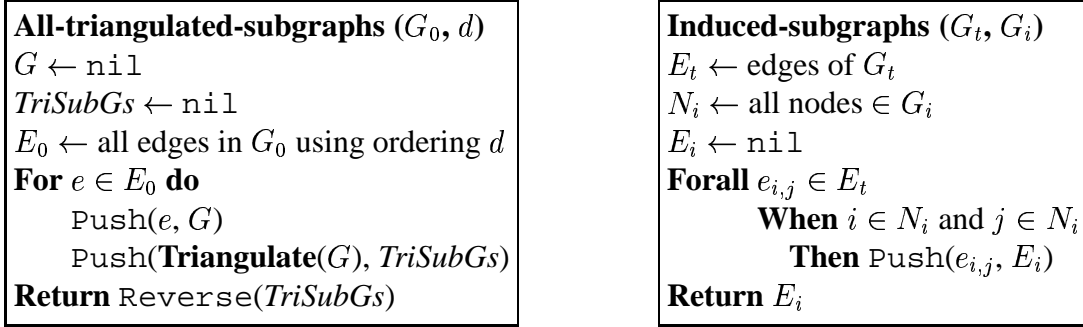 All-triangulated-subgraphs (G₀, d)
G ← nil
TriSubGs ← nil
E₀ ← all edges in G₀ using ordering d
For e ∈ E₀ do
Push(e, G)
Push(Triangulate(G), TriSubGs)
Return Reverse(TriSubGs)
Induced-subgraphs (Gₜ, Gᵢ)
Eₜ ← edges of Gₜ
Nᵢ ← all nodes ∈ Gᵢ
Eᵢ ← nil
Forall eᵢ,ⱼ ∈ Eₜ
When i ∈ Nᵢ and j ∈ Nᵢ
Then Push(eᵢ,ⱼ, Eᵢ)
Return Eᵢ